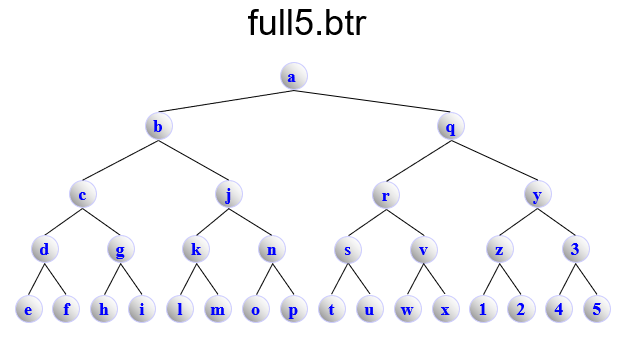 full5.btr
a
b q
c j r y
d g k n s v z 3
e f h i l m o p t u w x 1 2 4 5